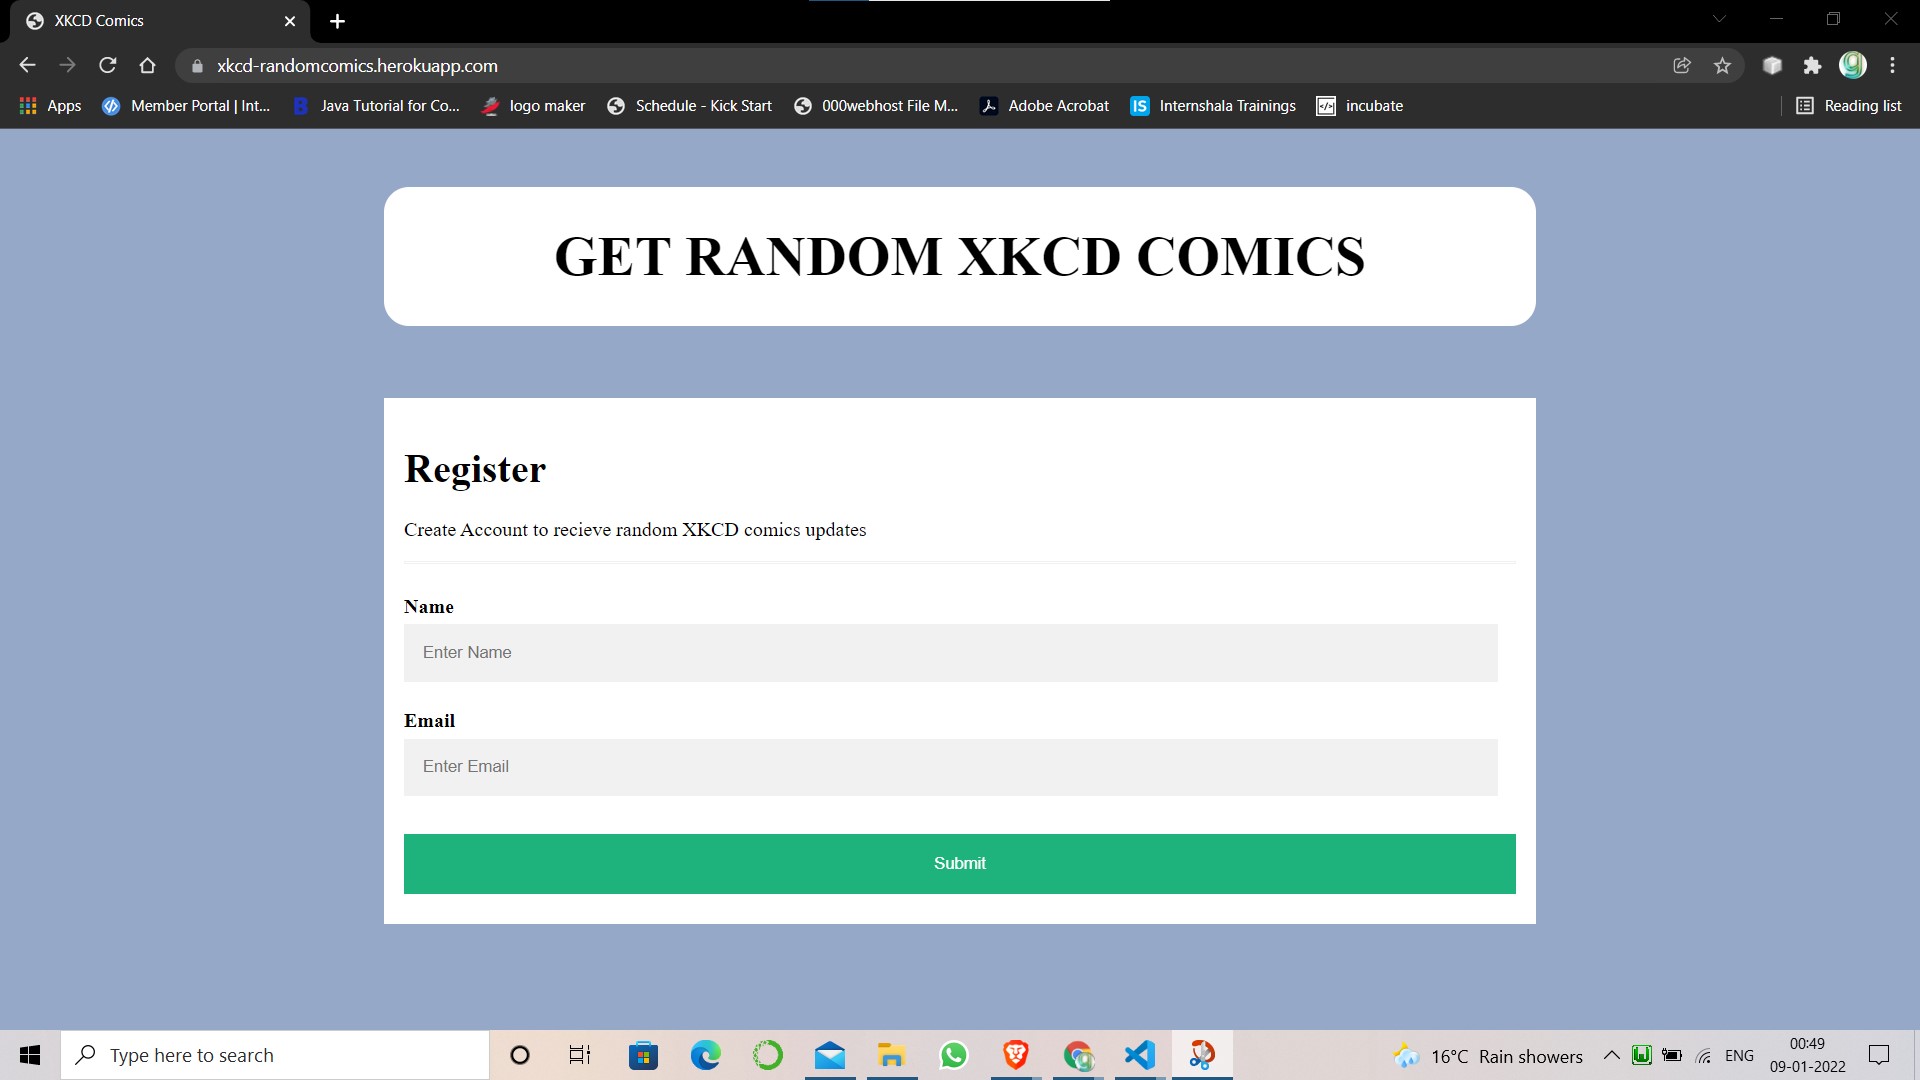 XKCD Comics
xkcd-randomcomics.herokuapp.com
Apps Member Portal | Int... Java Tutorial for Co... logo maker Schedule - Kick Start 000webhost File M... Adobe Acrobat IS Internshala Trainings incubate Reading list
GET RANDOM XKCD COMICS
Register
Create Account to recieve random XKCD comics updates
Name
Enter Name
Email
Enter Email
Submit
Type here to search 16°C Rain showers ENG 00:49
09-01-2022